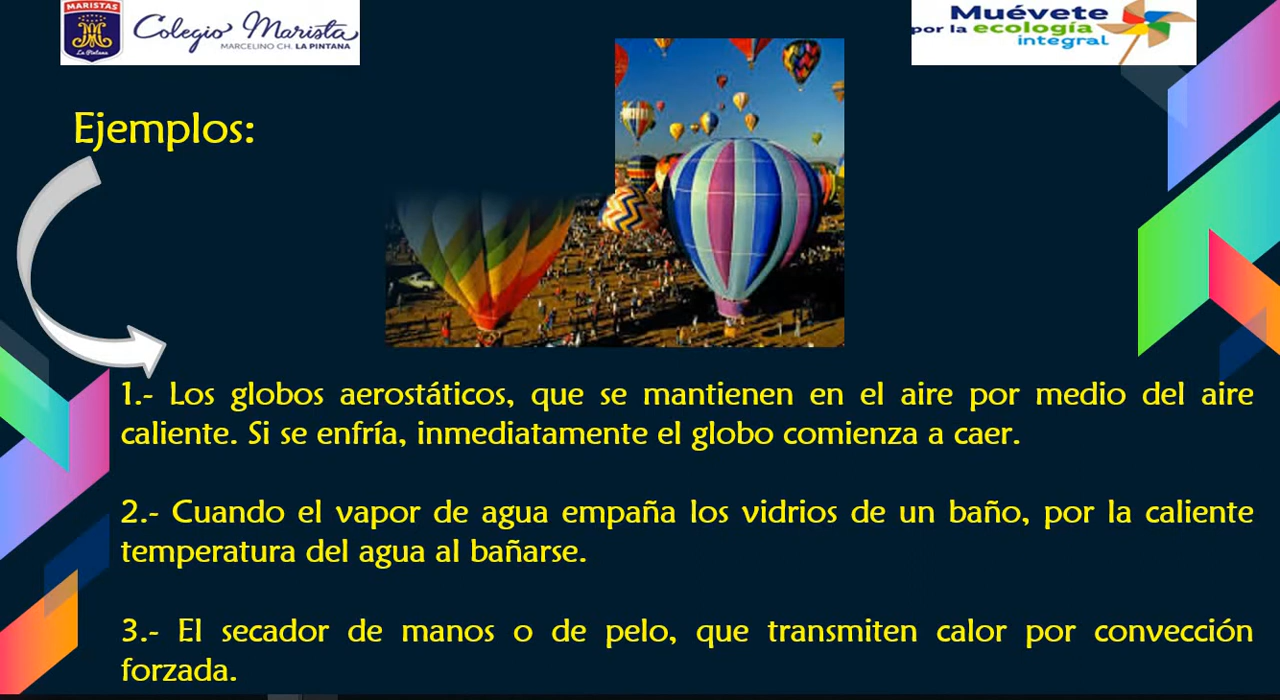 MARISTAS
La Pintana
Colegio Marista
MARCELINO CH. LA PINTANA
Muévete
por la ecología
integral
Ejemplos:
1.- Los globos aerostáticos, que se mantienen en el aire por medio del aire
caliente. Si se enfría, inmediatamente el globo comienza a caer.
2.- Cuando el vapor de agua empaña los vidrios de un baño, por la caliente
temperatura del agua al bañarse.
3.- El secador de manos o de pelo, que transmiten calor por convección
forzada.